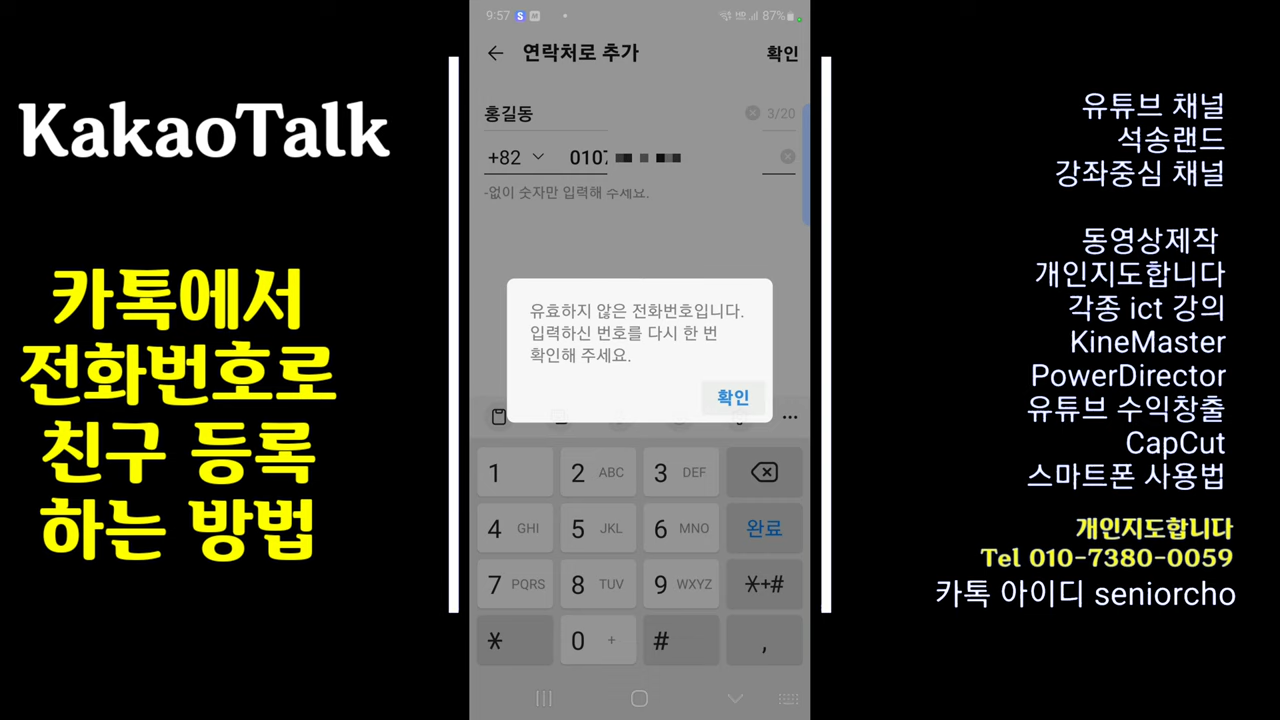 KakaoTalk
카톡에서
전화번호로
친구 등록
하는 방법
9:57
87%
연락처로 추가
확인
홍길동
3/20
+82
0107
-없이 숫자만 입력해 주세요.
유효하지 않은 전화번호입니다.
입력하신 번호를 다시 한 번
확인해 주세요.
확인
1
2 ABC
3 DEF
4 GHI
5 JKL
6 MNO
완료
7 PQRS
8 TUV
9 WXYZ
*+#
*
0 +
#
,
유튜브 채널
석송랜드
강좌중심 채널
동영상제작
개인지도합니다
각종 ict 강의
KineMaster
PowerDirector
유튜브 수익창출
CapCut
스마트폰 사용법
개인지도합니다
Tel 010-7380-0059
카톡 아이디 seniorcho